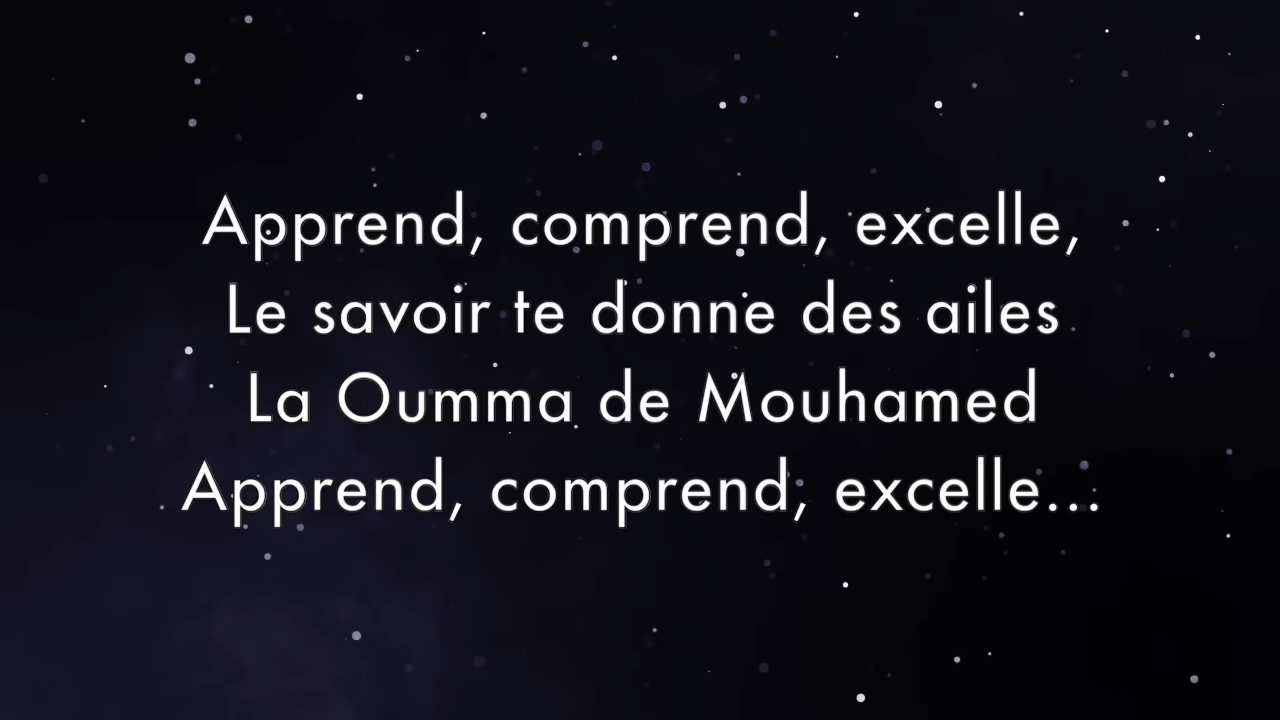 Apprend, comprend, excelle,
Le savoir te donne des ailes
La Oumma de Mouhamed
Apprend, comprend, excelle...